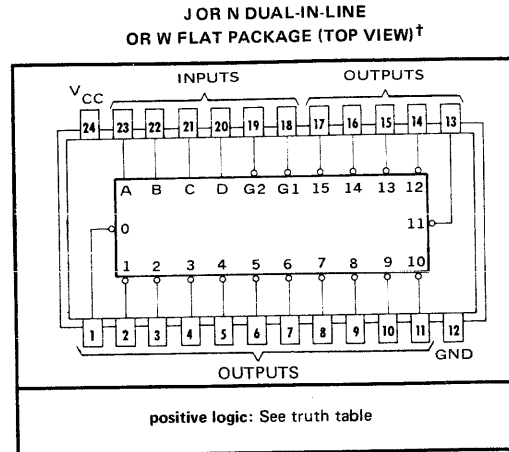 J OR N DUAL-IN-LINE
OR W FLAT PACKAGE (TOP VIEW)†
INPUTS OUTPUTS
VCC
24 23 22 21 20 19 18 17 16 15 14 13
A B C D G2 G1 15 14 13 12
0 11
1 2 3 4 5 6 7 8 9 10
1 2 3 4 5 6 7 8 9 10 11 12
GND
OUTPUTS
positive logic: See truth table